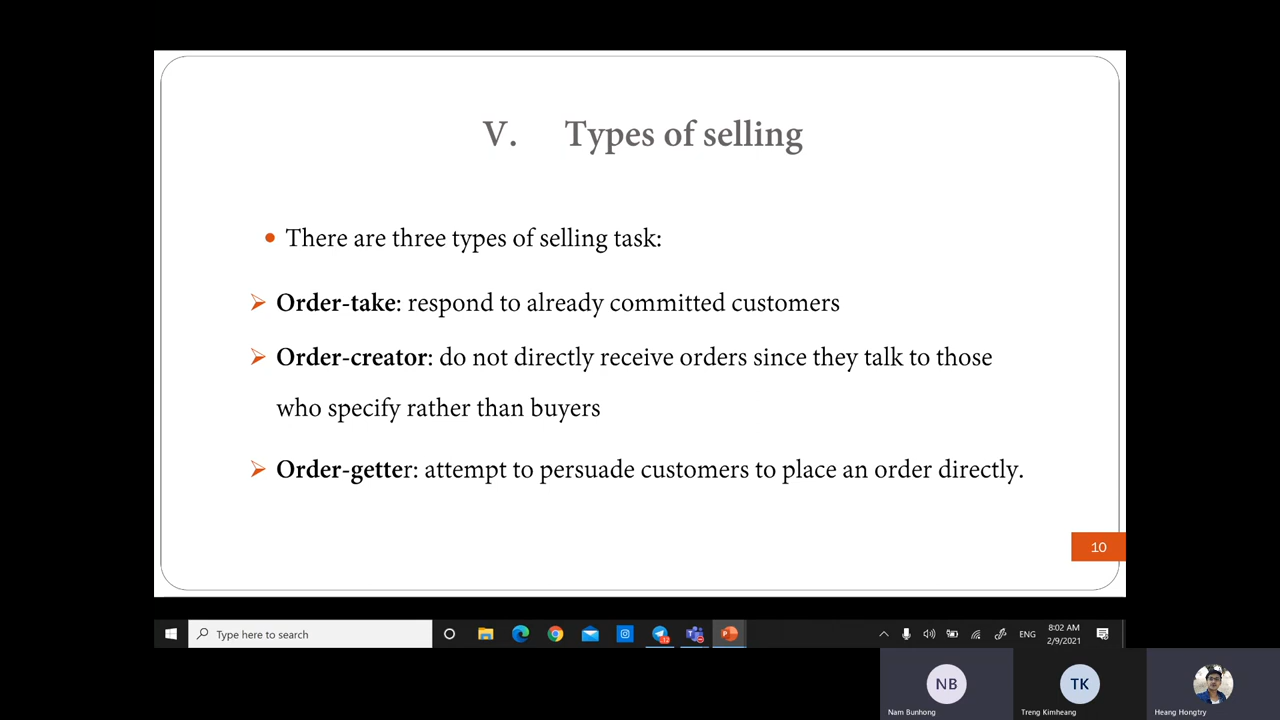 V. Types of selling
• There are three types of selling task:
➢ Order-take: respond to already committed customers
➢ Order-creator: do not directly receive orders since they talk to those
who specify rather than buyers
➢ Order-getter: attempt to persuade customers to place an order directly.
10
Type here to search
ENG
8:02 AM
2/9/2021
NB
TK
Nam Bunhong
Treng Kimheang
Heang Hongtry